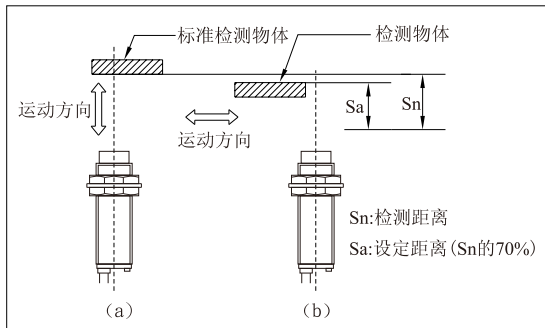 标准检测物体
检测物体
运动方向
运动方向
Sa
Sn
Sn:检测距离
Sa:设定距离(Sn的70%)
(a)
(b)